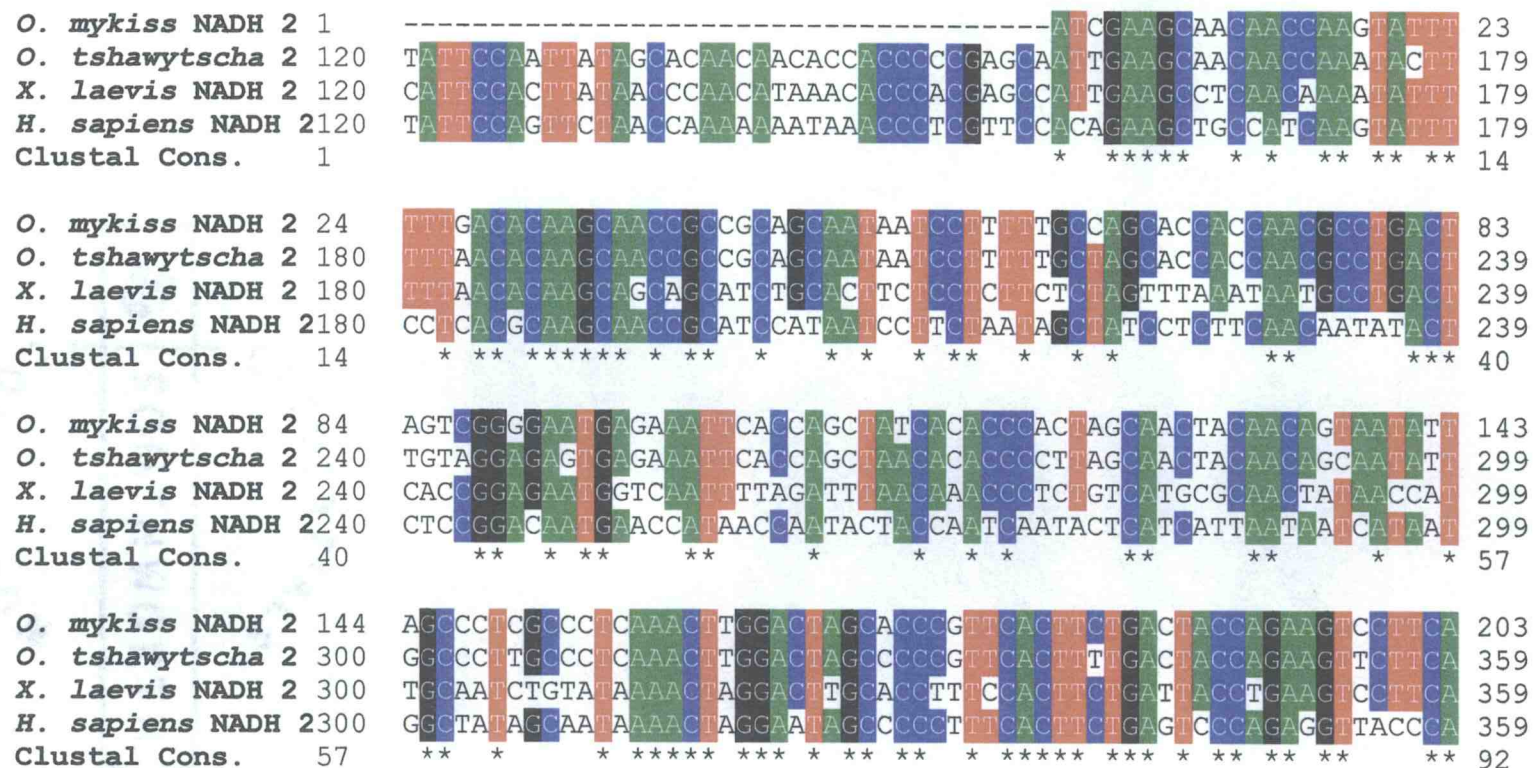 O. mykiss NADH 2 1 -------------------------------------ATCGAAGCAACAACCAAGTATTT 23
O. tshawytscha 2 120 TATTCCAATTATAGCACAACAACACCACCCCCGAGCAATTGAAGCAACAACCAAATACTT 179
X. laevis NADH 2 120 CATTCCACTTATAACCCAACATAAACACCCACGAGCCATTGAAGCCTCAACAAAATATTT 179
H. sapiens NADH 2120 TATTCCAGTTCTAACCAAAAAAATAAACCCTCGTTCCACAGAAGCTGCCATCAAGTATTT 179
Clustal Cons. 1 * ***** * * ** ** ** 14
O. mykiss NADH 2 24 TTTGACACAAGCAACCGCCGCAGCAATAATCCTTTTTGCCAGCACCACCAACGCCTGACT 83
O. tshawytscha 2 180 TTTAACACAAGCAACCGCCGCAGCAATAATCCTTTTTGCTAGCACCACCAACGCCTGACT 239
X. laevis NADH 2 180 TTTAACACAAGCAGCAGCATCTGCACTTCTCCTCTTCTCTAGTTTAAATAATGCCTGACT 239
H. sapiens NADH 2180 CCTCACGCAAGCAACCGCATCCATAATCCTTCTAATAGCTATCCTCTTCAACAATATACT 239
Clustal Cons. 14 * ** ****** * ** * * * * ** * * * ** *** 40
O. mykiss NADH 2 84 AGTCGGGGAATGAGAAATTCACCAGCTATCACACCCACTAGCAACTACAACAGTAATATT 143
O. tshawytscha 2 240 TGTAGGAGAGTGAGAAATTCACCAGCTAACACACCCCTTAGCAACTACAACAGCAATATT 299
X. laevis NADH 2 240 CACCGGAGAATGGTCAATTTTAGATTTAACAAACCCTCTGTCATGCGCAACTATAACCAT 299
H. sapiens NADH 2240 CTCCGGACAATGAACCATAACCAATACTACCAATCAATACTCATCATTAATAATCATAAT 299
Clustal Cons. 40 ** * ** ** * * * * ** ** * * 57
O. mykiss NADH 2 144 AGCCCTCGCCCTCAAACTTGGACTAGCACCCGTTCACTTCTGACTACCAGAAGTCCTTCA 203
O. tshawytscha 2 300 GGCCCTTGCCCTCAAACTTGGACTAGCCCCCGTTCACTTTTGACTACCAGAAGTTCTTCA 359
X. laevis NADH 2 300 TGCAATCTGTATAAAACTAGGACTTGCACCTTTCCACTTCTGATTACCTGAAGTCCTTCA 359
H. sapiens NADH 2300 GGCTATAGCAATAAAACTAGGAATAGCCCCCTTTCACTTCTGAGTCCCAGAGGTTACCCA 359
Clustal Cons. 57 ** * * ***** *** * ** ** * ***** *** * ** ** ** ** 92